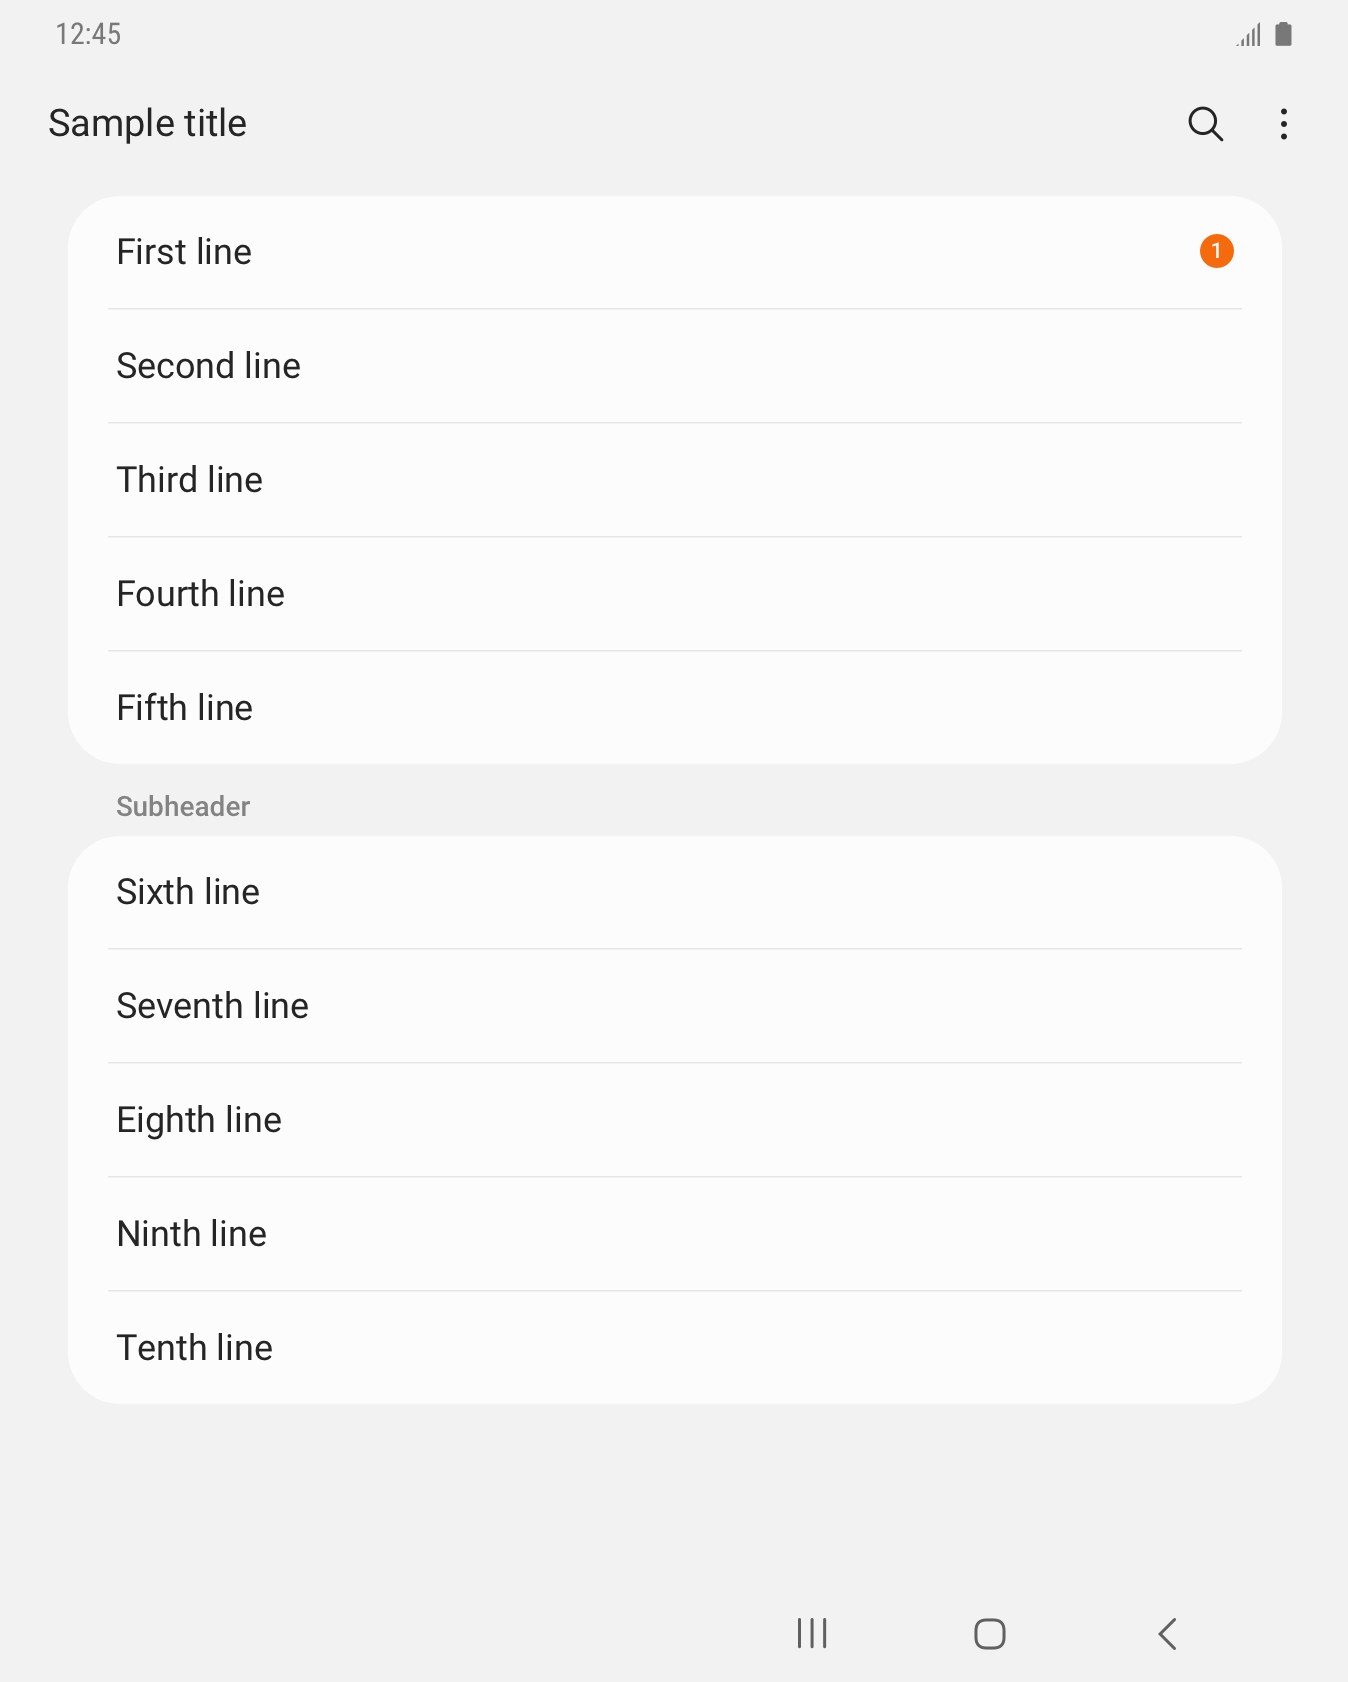 12:45
Sample title
First line
1
Second line
Third line
Fourth line
Fifth line
Subheader
Sixth line
Seventh line
Eighth line
Ninth line
Tenth line